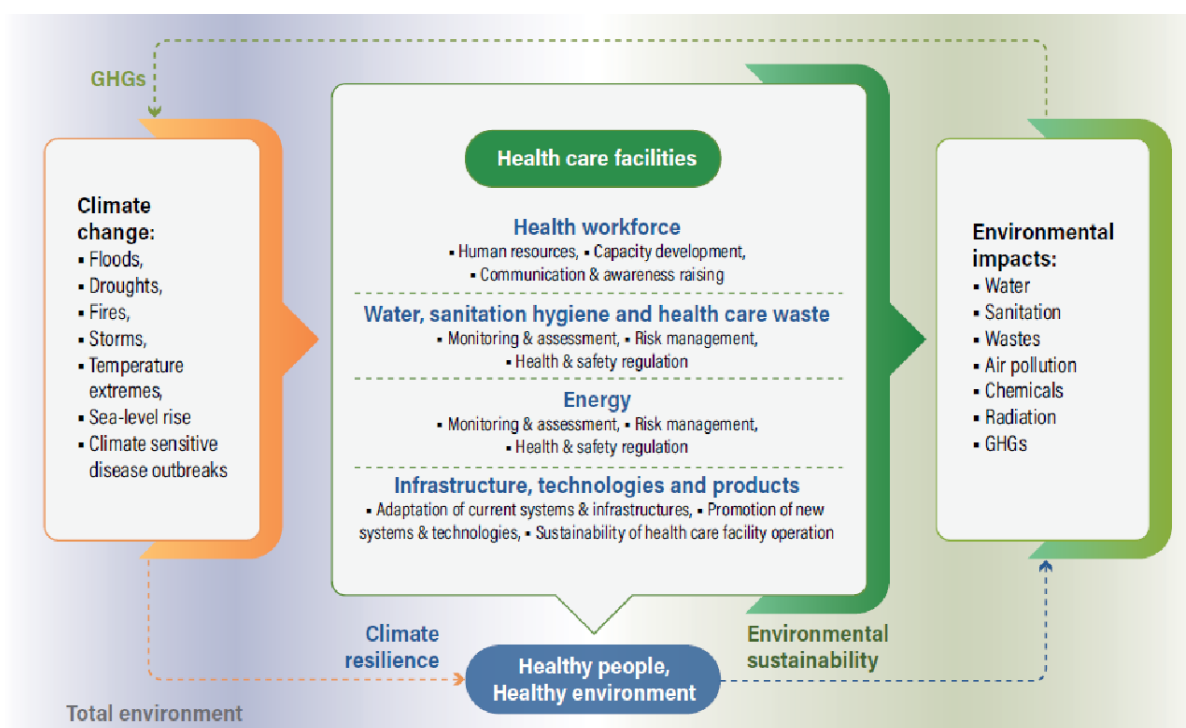 GHGs
Climate
change:
▪ Floods,
▪ Droughts,
▪ Fires,
▪ Storms,
▪ Temperature
extremes,
▪ Sea-level rise
▪ Climate sensitive
disease outbreaks
Health care facilities
Health workforce
▪ Human resources, ▪ Capacity development,
▪ Communication & awareness raising
Water, sanitation hygiene and health care waste
▪ Monitoring & assessment, ▪ Risk management,
▪ Health & safety regulation
Energy
▪ Monitoring & assessment, ▪ Risk management,
▪ Health & safety regulation
Infrastructure, technologies and products
▪ Adaptation of current systems & infrastructures, ▪ Promotion of new
systems & technologies, ▪ Sustainability of health care facility operation
Environmental
impacts:
▪ Water
▪ Sanitation
▪ Wastes
▪ Air pollution
▪ Chemicals
▪ Radiation
▪ GHGs
Climate
resilience
Healthy people,
Healthy environment
Environmental
sustainability
Total environment